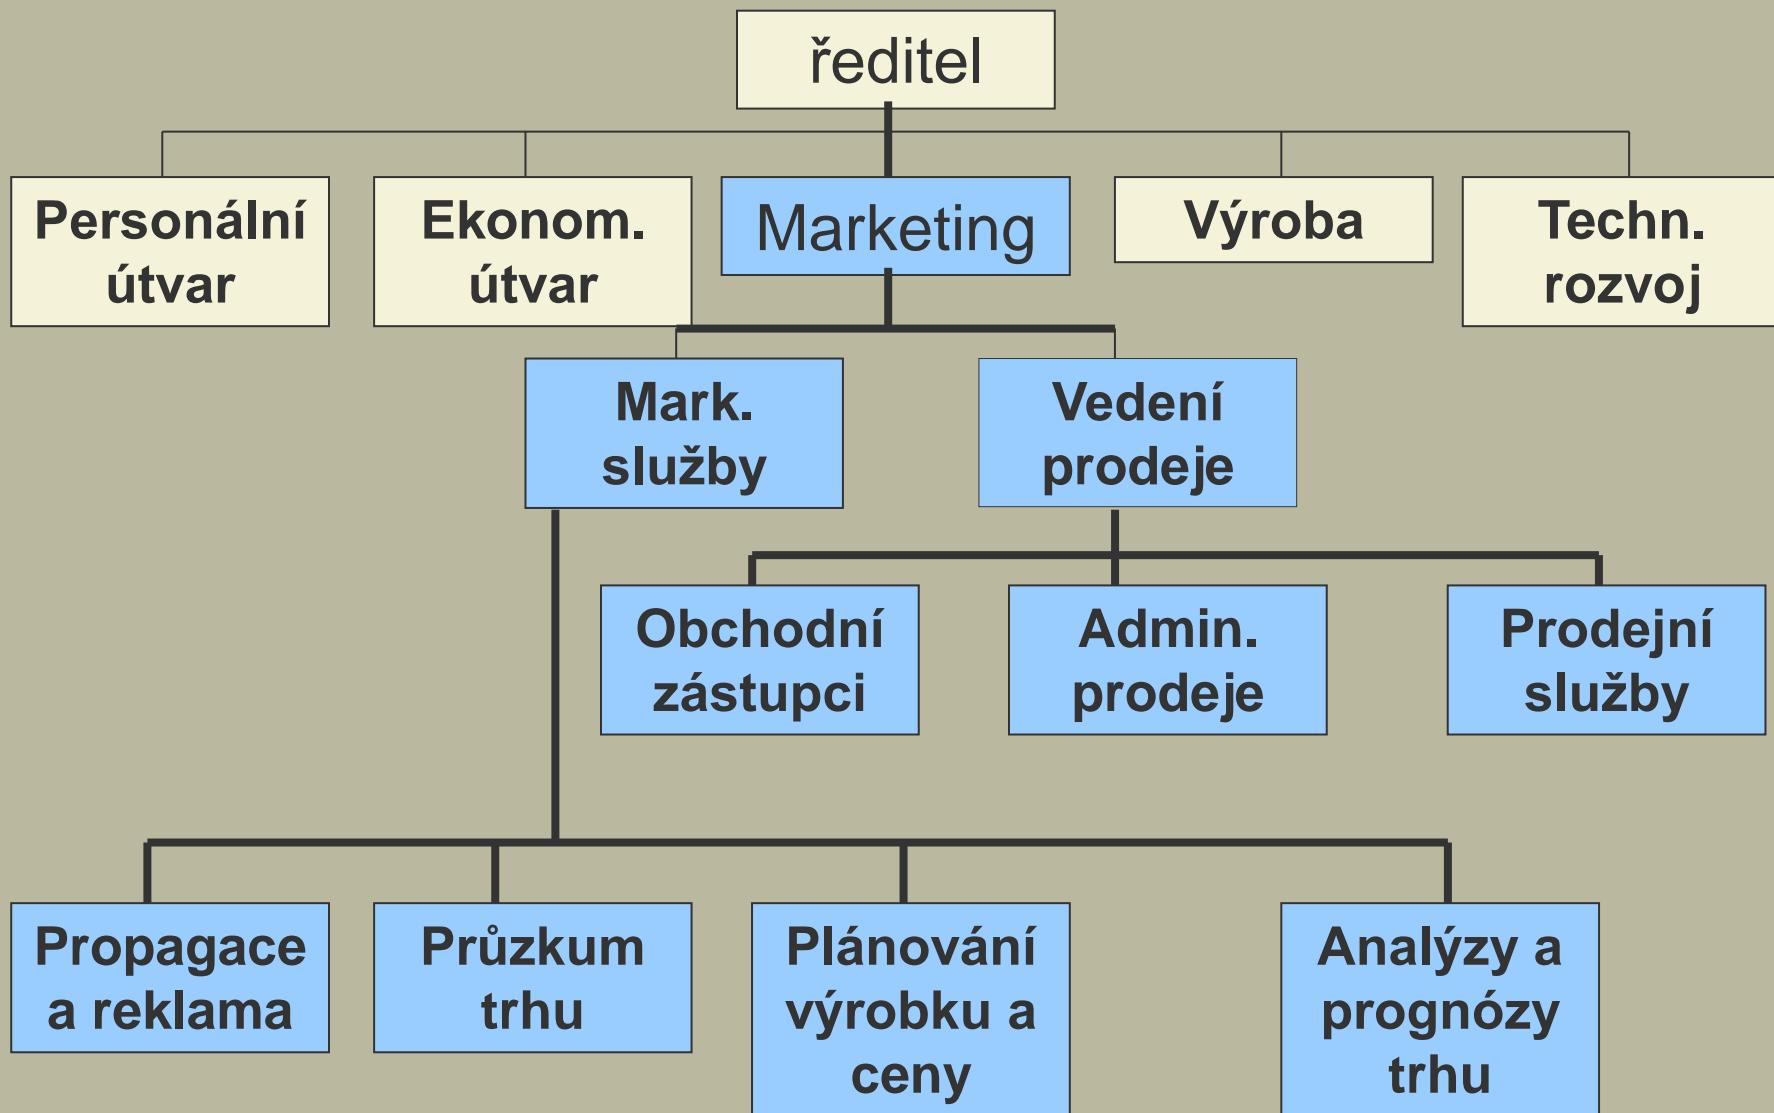 ředitel
Personální
útvar
Ekonom.
útvar
Marketing
Výroba
Techn.
rozvoj
Mark.
služby
Vedení
prodeje
Obchodní
zástupci
Admin.
prodeje
Prodejní
služby
Propagace
a reklama
Průzkum
trhu
Plánování
výrobku a
ceny
Analýzy a
prognózy
trhu